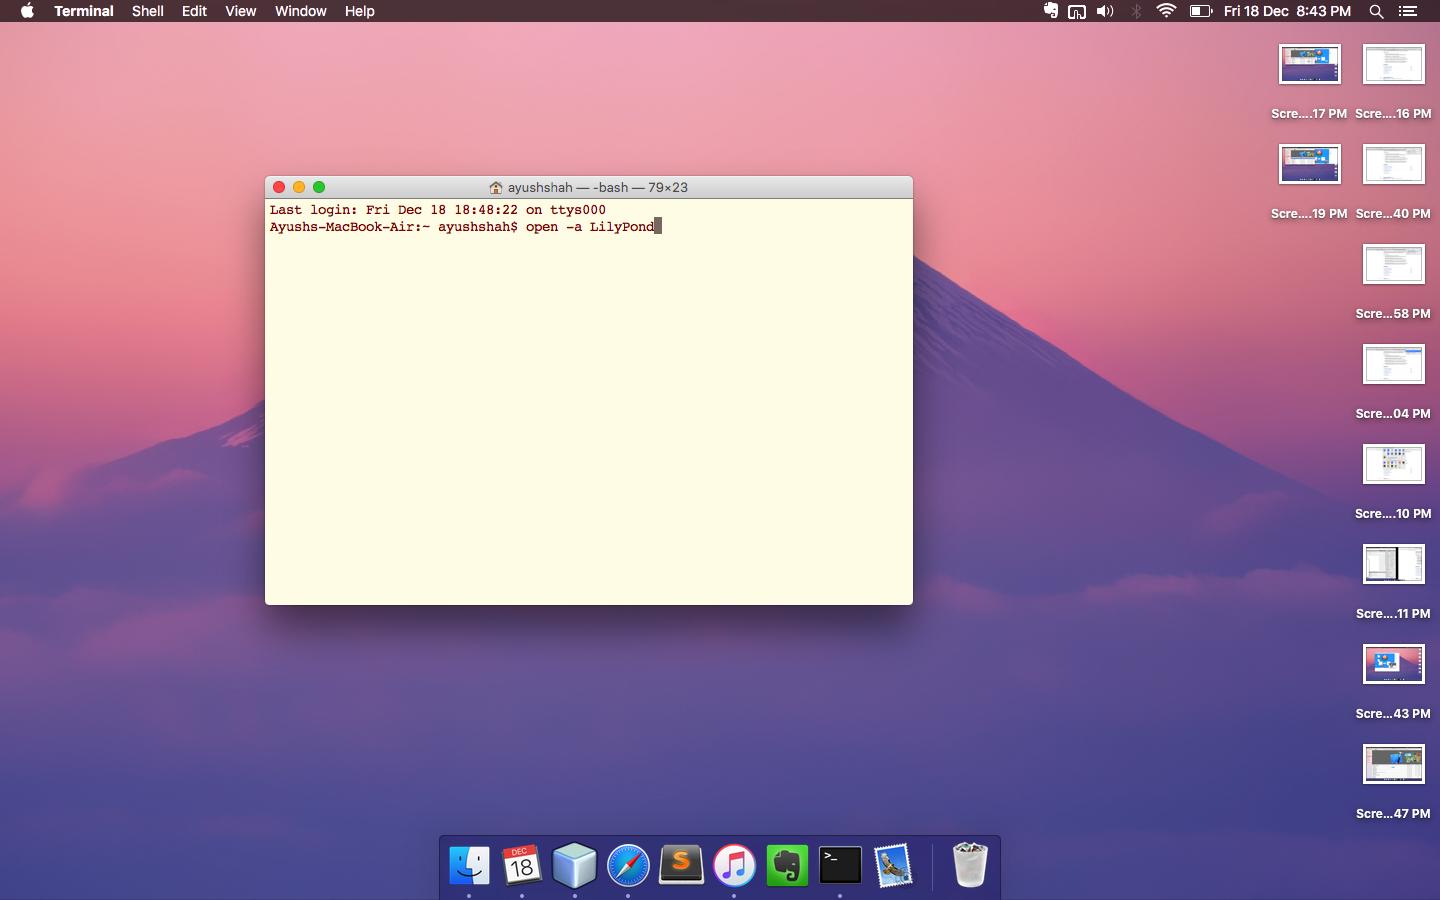 Terminal Shell Edit View Window Help Fri 18 Dec 8:43 PM
Scre....17 PM Scre....16 PM
ayushshah — -bash — 79×23
Last login: Fri Dec 18 18:48:22 on ttys000
Scre....19 PM Scre...40 PM
Ayushs-MacBook-Air:~ ayushshah$ open -a LilyPond
Scre...58 PM
Scre...04 PM
Scre....10 PM
Scre....11 PM
Scre...43 PM
Scre...47 PM
DEC
18
S
>_